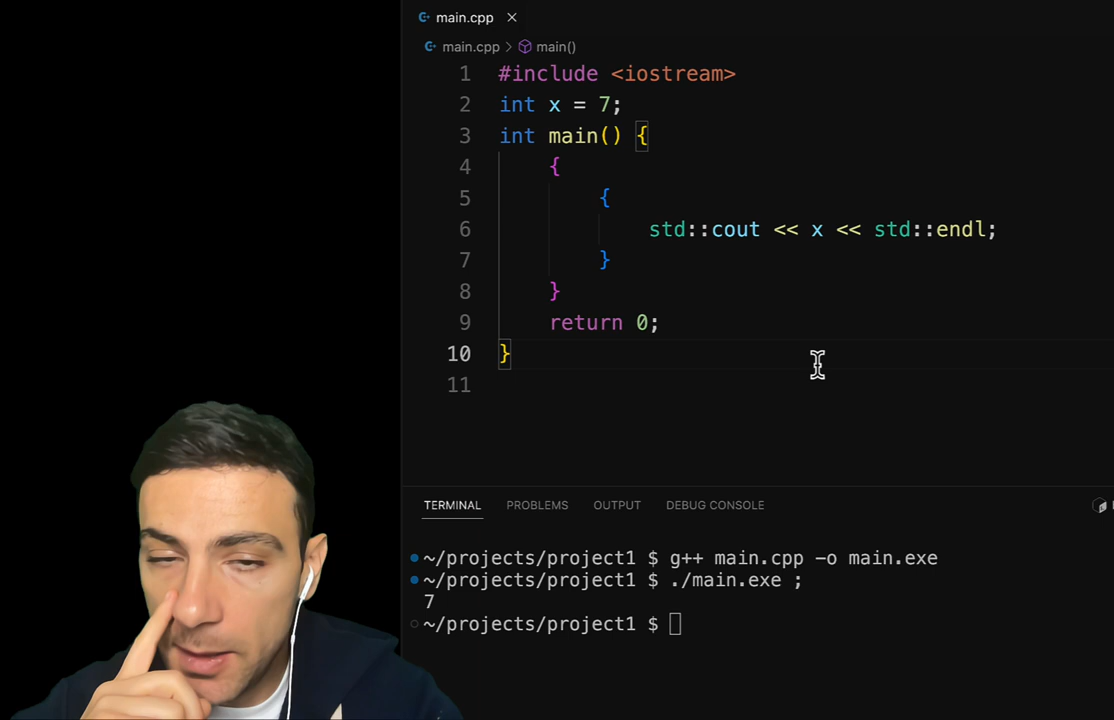 main.cpp
main.cpp > main()
1 #include <iostream>
2 int x = 7;
3 int main() {
4 {
5 {
6 std::cout << x << std::endl;
7 }
8 }
9 return 0;
10 }
11
TERMINAL PROBLEMS OUTPUT DEBUG CONSOLE
~/projects/project1 $ g++ main.cpp -o main.exe
~/projects/project1 $ ./main.exe ;
7
~/projects/project1 $